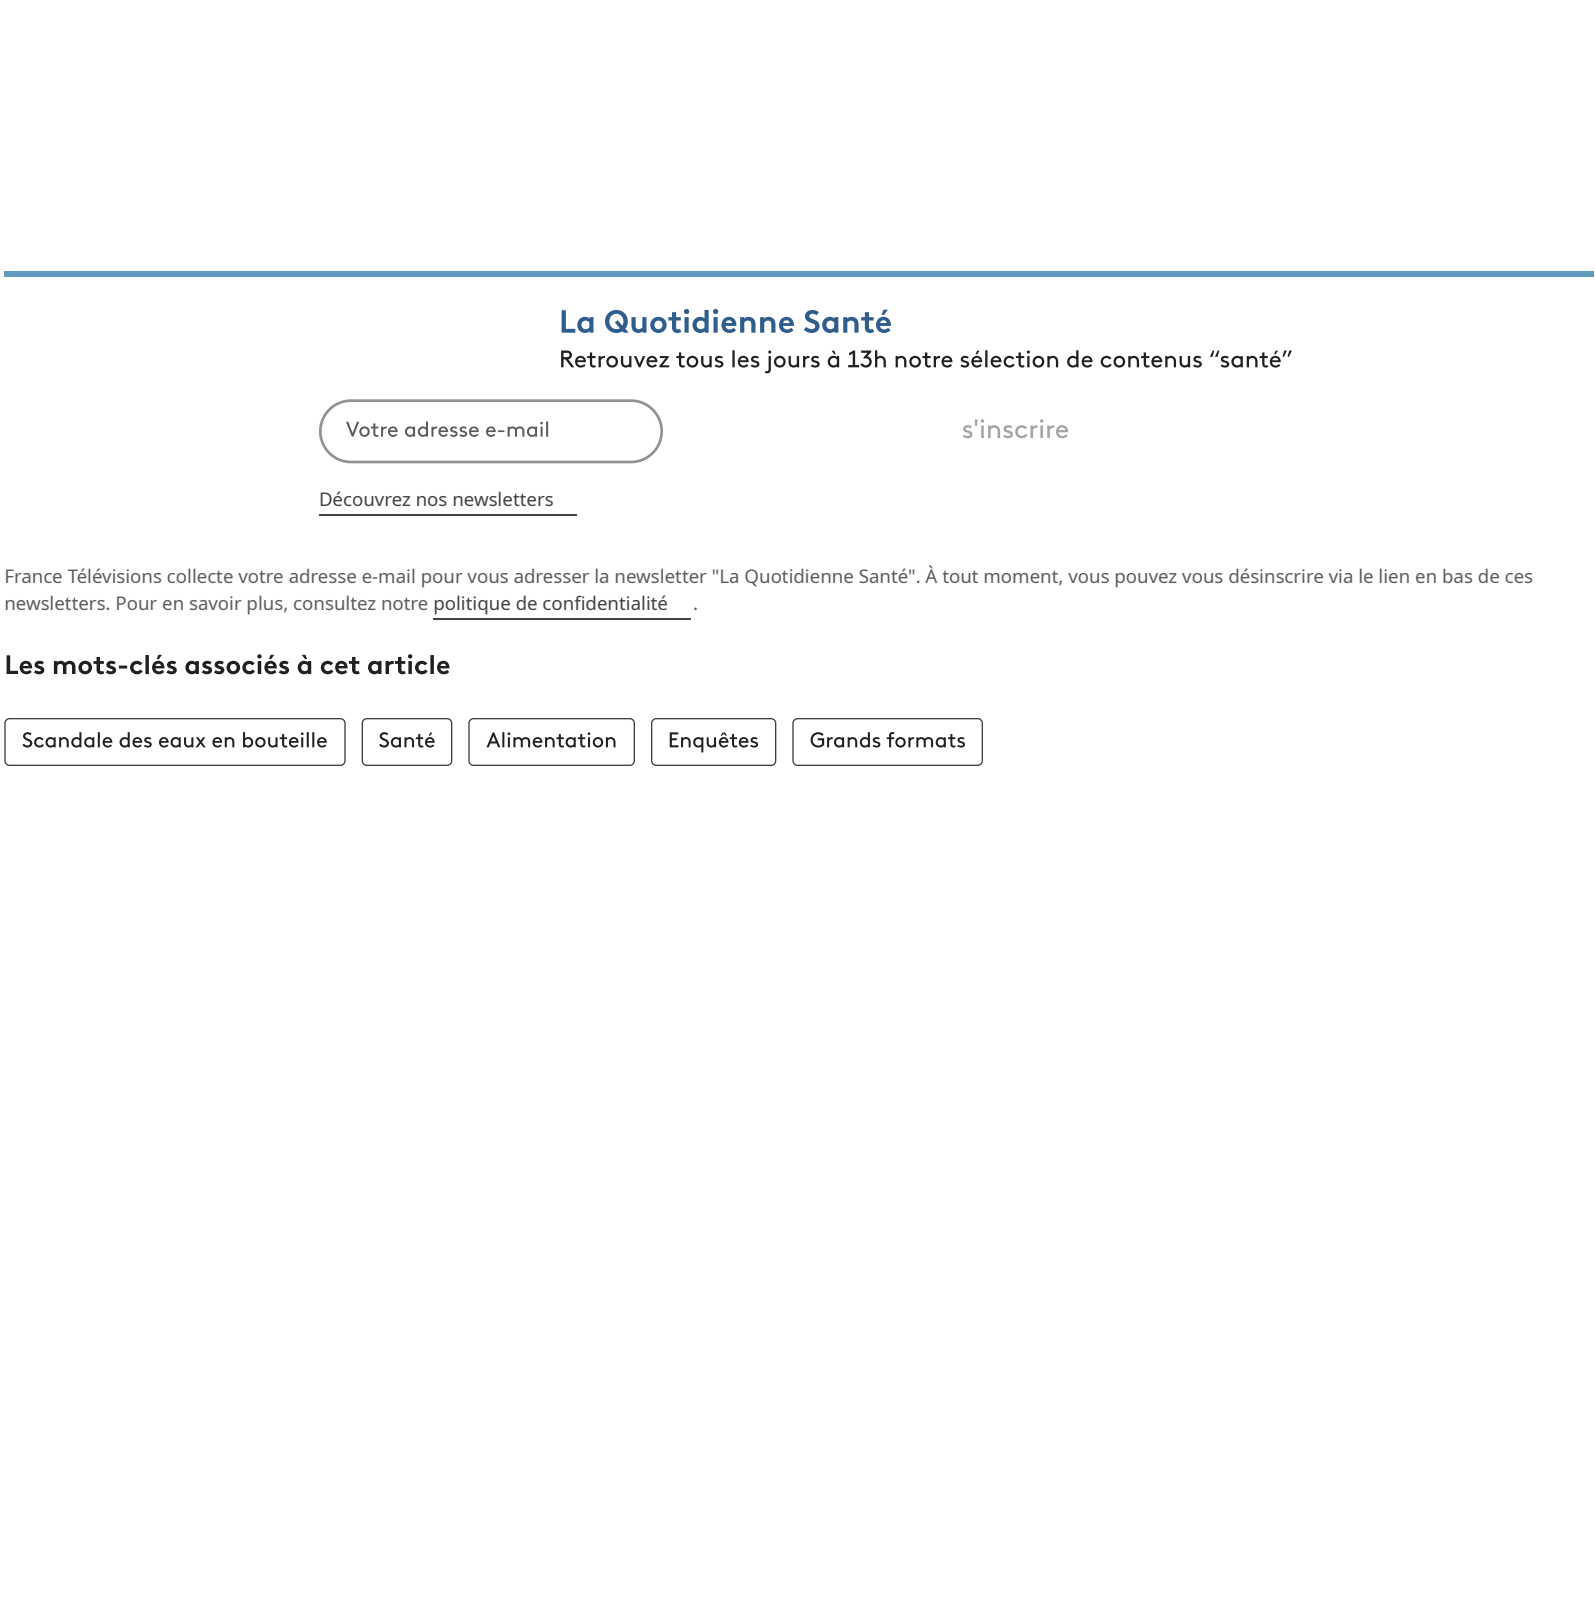 La Quotidienne Santé
Retrouvez tous les jours à 13h notre sélection de contenus “santé”
Votre adresse e-mail
s'inscrire
Découvrez nos newsletters
France Télévisions collecte votre adresse e-mail pour vous adresser la newsletter "La Quotidienne Santé". À tout moment, vous pouvez vous désinscrire via le lien en bas de ces
newsletters. Pour en savoir plus, consultez notre politique de confidentialité .
Les mots-clés associés à cet article
Scandale des eaux en bouteille Santé Alimentation Enquêtes Grands formats